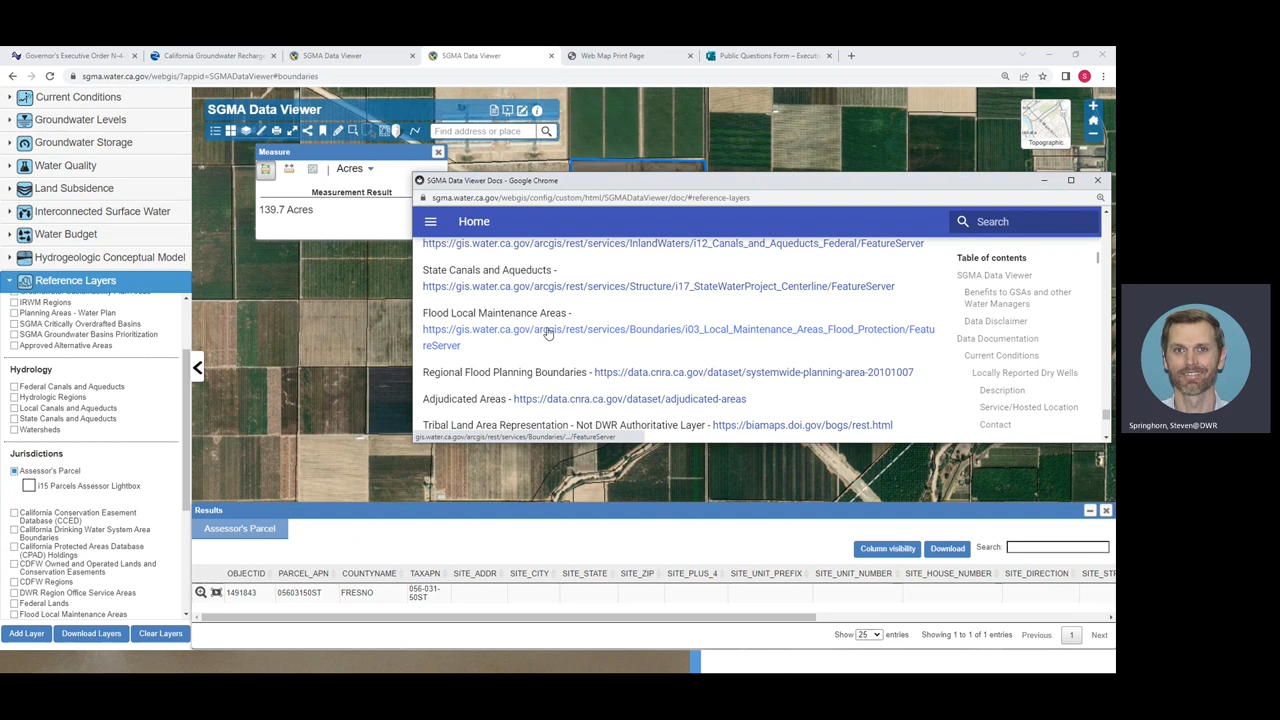 Governor's Executive Order N-4
California Groundwater Recharg
SGMA Data Viewer
SGMA Data Viewer
Web Map Print Page
Public Questions Form – Executi
sgma.water.ca.gov/webgis/?appid=SGMADataViewer#boundaries
S
Current Conditions
Groundwater Levels
Groundwater Storage
Water Quality
Land Subsidence
Interconnected Surface Water
Water Budget
Hydrogeologic Conceptual Model
Reference Layers
IRWM Regions
Planning Areas - Water Plan
SGMA Critically Overdrafted Basins
SGMA Groundwater Basins Prioritization
Approved Alternative Areas
Hydrology
Federal Canals and Aqueducts
Hydrologic Regions
Local Canals and Aqueducts
State Canals and Aqueducts
Watersheds
Jurisdictions
Assessor's Parcel
i15 Parcels Assessor Lightbox
California Conservation Easement
Database (CCED)
California Drinking Water System Area
Boundaries
California Protected Areas Database
(CPAD) Holdings
CDFW Owned and Operated Lands and
Conservation Easements
CDFW Regions
DWR Region Office Service Areas
Federal Lands
Flood Local Maintenance Areas
Add Layer
Download Layers
Clear Layers
SGMA Data Viewer
Find address or place
Topographic
Measure
Acres
Measurement Result
139.7 Acres
SGMA Data Viewer Docs - Google Chrome
sgma.water.ca.gov/webgis/config/custom/html/SGMADataViewer/doc/#reference-layers
Home
Search
https://gis.water.ca.gov/arcgis/rest/services/InlandWaters/i12_Canals_and_Aqueducts_Federal/FeatureServer
State Canals and Aqueducts -
https://gis.water.ca.gov/arcgis/rest/services/Structure/i17_StateWaterProject_Centerline/FeatureServer
Flood Local Maintenance Areas -
https://gis.water.ca.gov/arcgis/rest/services/Boundaries/i03_Local_Maintenance_Areas_Flood_Protection/Featu
reServer
Regional Flood Planning Boundaries - https://data.cnra.ca.gov/dataset/systemwide-planning-area-20101007
Adjudicated Areas - https://data.cnra.ca.gov/dataset/adjudicated-areas
Tribal Land Area Representation - Not DWR Authoritative Layer - https://biamaps.doi.gov/bogs/rest.html
gis.water.ca.gov/arcgis/rest/services/Boundaries/.../FeatureServer
Table of contents
SGMA Data Viewer
Benefits to GSAs and other
Water Managers
Data Disclaimer
Data Documentation
Current Conditions
Locally Reported Dry Wells
Description
Service/Hosted Location
Contact
Results
Assessor's Parcel
Column visibility
Download
Search:
OBJECTID PARCEL_APN COUNTYNAME TAXAPN SITE_ADDR SITE_CITY SITE_STATE SITE_ZIP SITE_PLUS_4 SITE_UNIT_PREFIX SITE_UNIT_NUMBER SITE_HOUSE_NUMBER SITE_DIRECTION SITE_STR
1491843 05603150ST FRESNO 056-031-
50ST
Show 25 entries Showing 1 to 1 of 1 entries Previous 1 Next
Springhorn, Steven@DWR